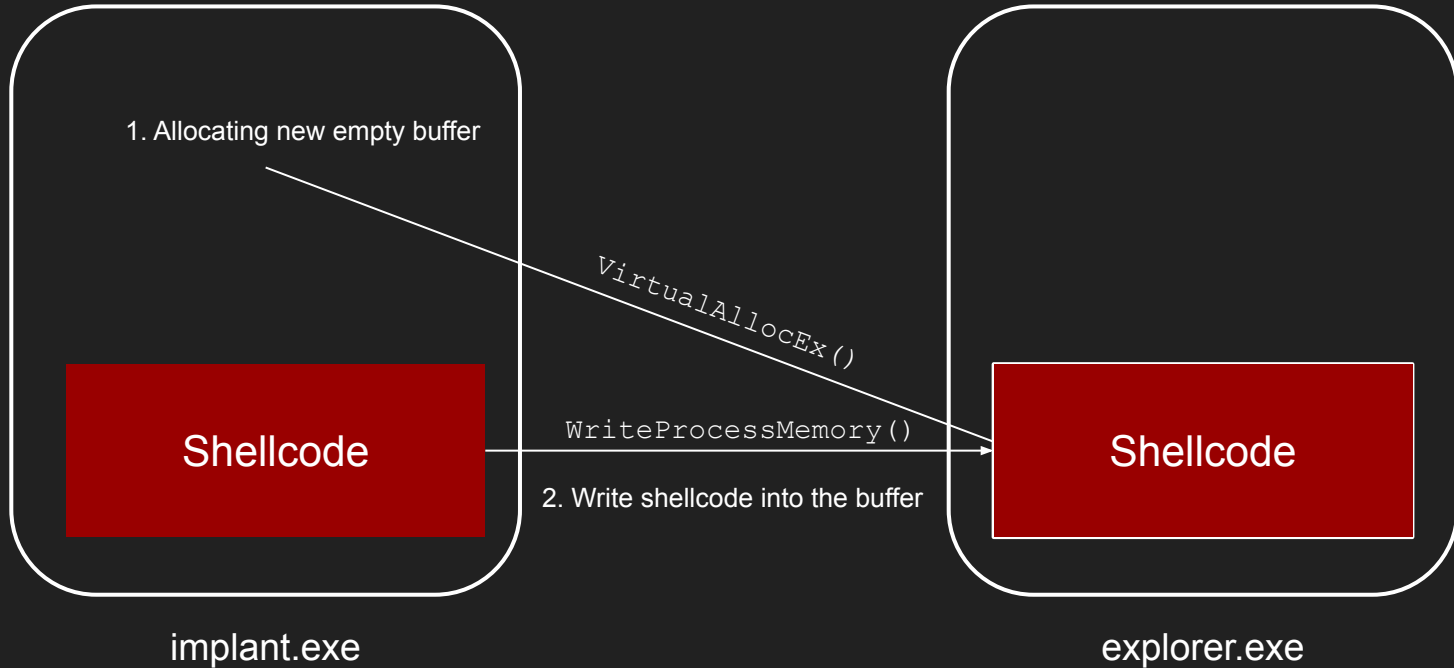 1. Allocating new empty buffer
VirtualAllocEx()
WriteProcessMemory()
Shellcode
Shellcode
2. Write shellcode into the buffer
implant.exe
explorer.exe